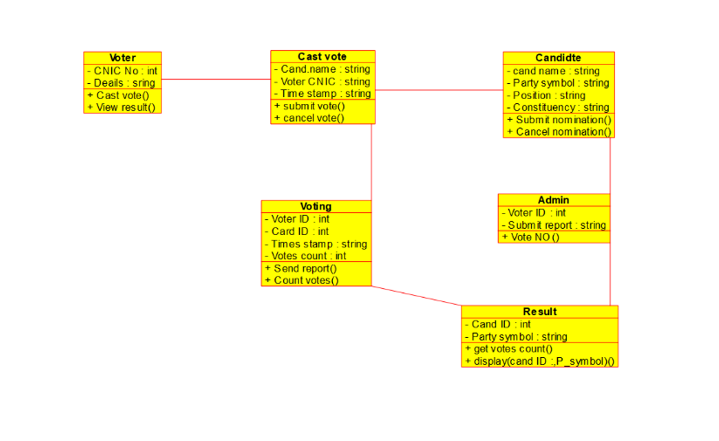 Voter
- CNIC No : int
- Deails : sring
+ Cast vote()
+ View result()
Cast vote
- Cand.name : string
- Voter CNIC : string
- Time stamp : string
+ submit vote()
+ cancel vote()
Candidte
- cand name : string
- Party symbol : string
- Position : string
- Constituency : string
+ Submit nomination()
+ Cancel nomination()
Voting
- Voter ID : int
- Card ID : int
- Times stamp : string
- Votes count : int
+ Send report()
+ Count votes()
Admin
- Voter ID : int
- Submit report : string
+ Vote NO ()
Result
- Cand ID : int
- Party symbol : string
+ get votes count()
+ display(cand ID :,P_symbol)()